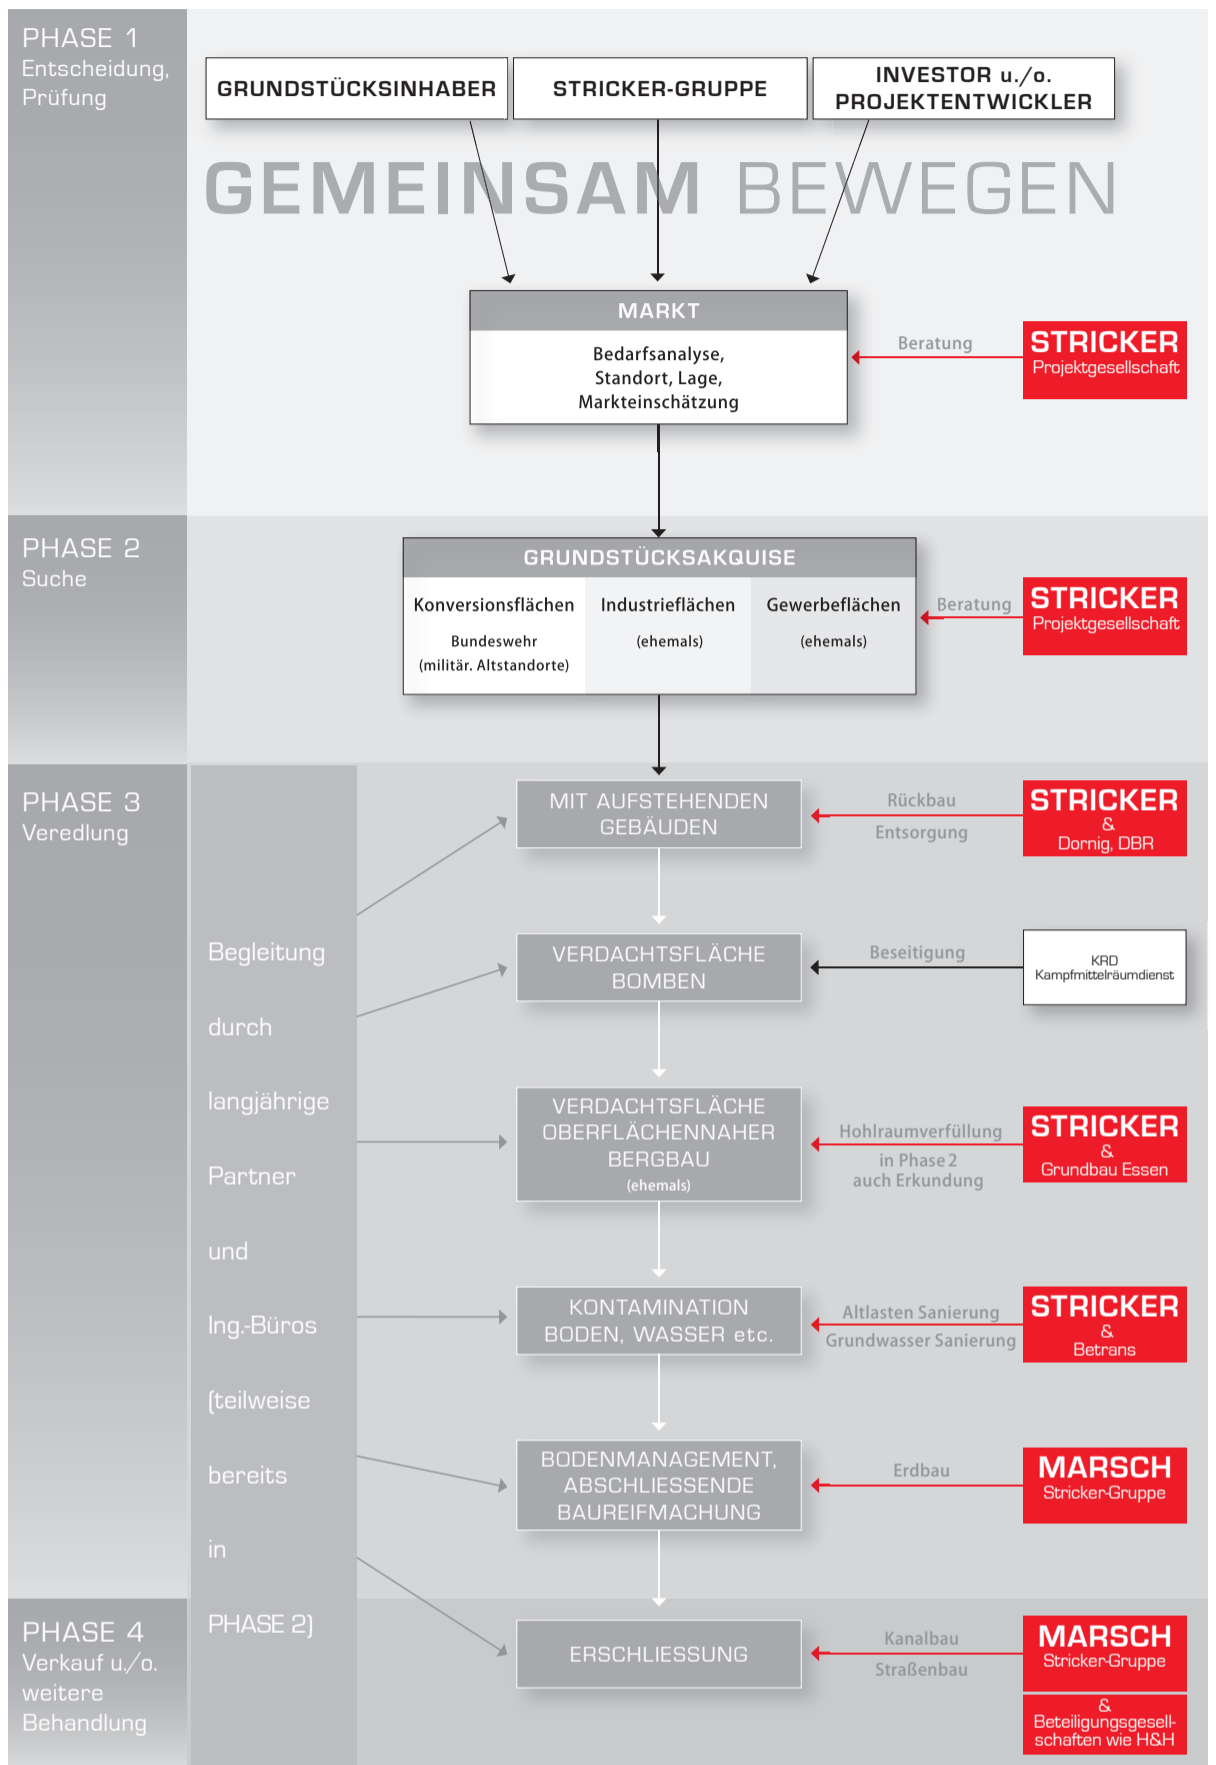 PHASE 1
Entscheidung,
Prüfung
GRUNDSTÜCKSINHABER
STRICKER-GRUPPE
INVESTOR u./o.
PROJEKTENTWICKLER
GEMEINSAM BEWEGEN
MARKT
Bedarfsanalyse,
Standort, Lage,
Markteinschätzung
Beratung
STRICKER
Projektgesellschaft
PHASE 2
Suche
GRUNDSTÜCKSAKQUISE
Konversionsflächen
Bundeswehr
(militär. Altstandorte)
Industrieflächen
(ehemals)
Gewerbeflächen
(ehemals)
Beratung
STRICKER
Projektgesellschaft
PHASE 3
Veredlung
Begleitung
durch
langjährige
Partner
und
Ing.-Büros
(teilweise
bereits
in
PHASE 2)
MIT AUFSTEHENDEN
GEBÄUDEN
Rückbau
Entsorgung
STRICKER
&
Dornig, DBR
VERDACHTSFLÄCHE
BOMBEN
Beseitigung
KRD
Kampfmittelräumdienst
VERDACHTSFLÄCHE
OBERFLÄCHENNAHER
BERGBAU
(ehemals)
Hohlraumverfüllung
in Phase 2
auch Erkundung
STRICKER
&
Grundbau Essen
KONTAMINATION
BODEN, WASSER etc.
Altlasten Sanierung
Grundwasser Sanierung
STRICKER
&
Betrans
BODENMANAGEMENT,
ABSCHLIESSENDE
BAUREIFMACHUNG
Erdbau
MARSCH
Stricker-Gruppe
PHASE 4
Verkauf u./o.
weitere
Behandlung
ERSCHLIESSUNG
Kanalbau
Straßenbau
MARSCH
Stricker-Gruppe
&
Beteiligungsgesell-
schaften wie H&H